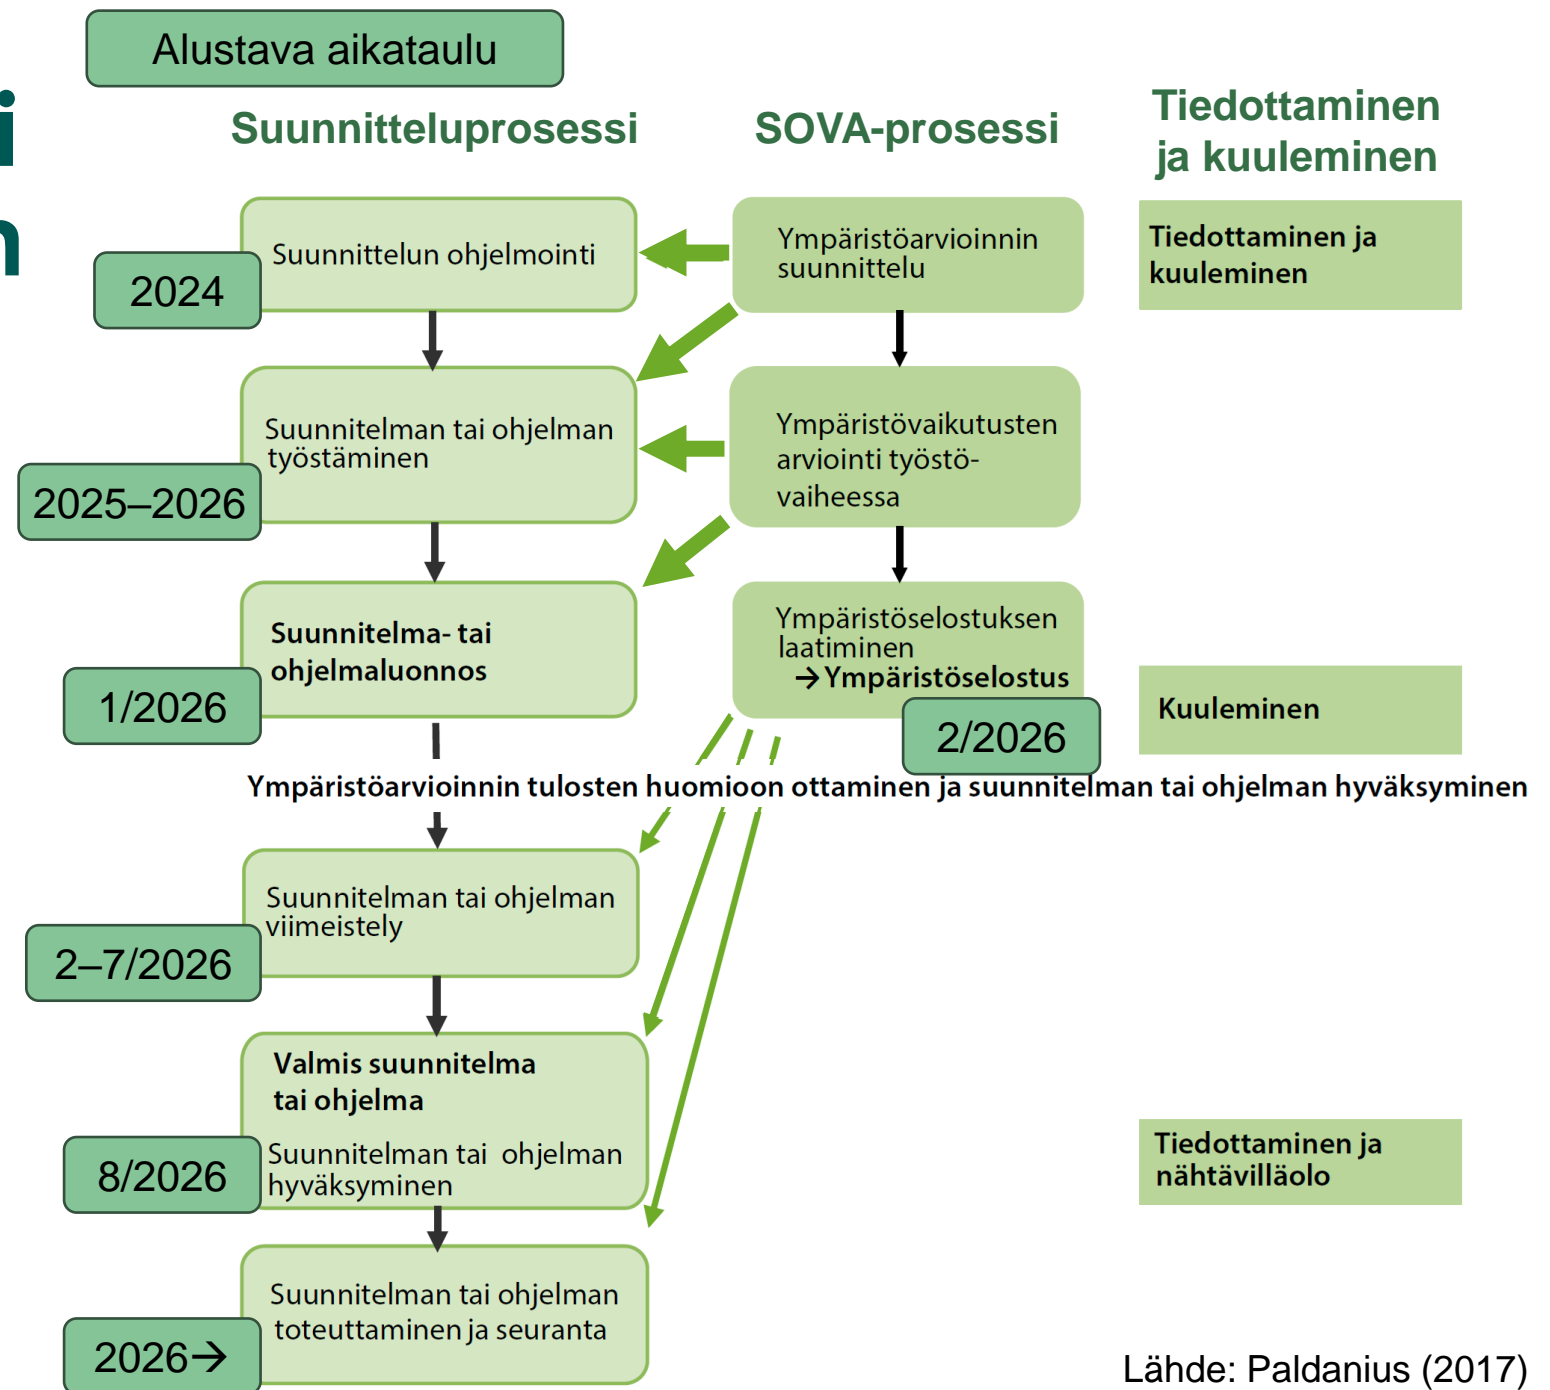 Alustava aikataulu
i
n
Suunnitteluprosessi
SOVA-prosessi
Tiedottaminen
ja kuuleminen
Suunnittelun ohjelmointi
2024
Ympäristöarvioinnin
suunnittelu
Tiedottaminen ja
kuuleminen
Suunnitelman tai ohjelman
työstäminen
2025–2026
Ympäristövaikutusten
arviointi työstö-
vaiheessa
Suunnitelma- tai
ohjelmaluonnos
1/2026
Ympäristöselostuksen
laatiminen
→ Ympäristöselostus
2/2026
Kuuleminen
Ympäristöarvioinnin tulosten huomioon ottaminen ja suunnitelman tai ohjelman hyväksyminen
Suunnitelman tai ohjelman
viimeistely
2–7/2026
Valmis suunnitelma
tai ohjelma
Suunnitelman tai ohjelman
hyväksyminen
8/2026
Tiedottaminen ja
nähtävilläolo
Suunnitelman tai ohjelman
toteuttaminen ja seuranta
2026→
Lähde: Paldanius (2017)